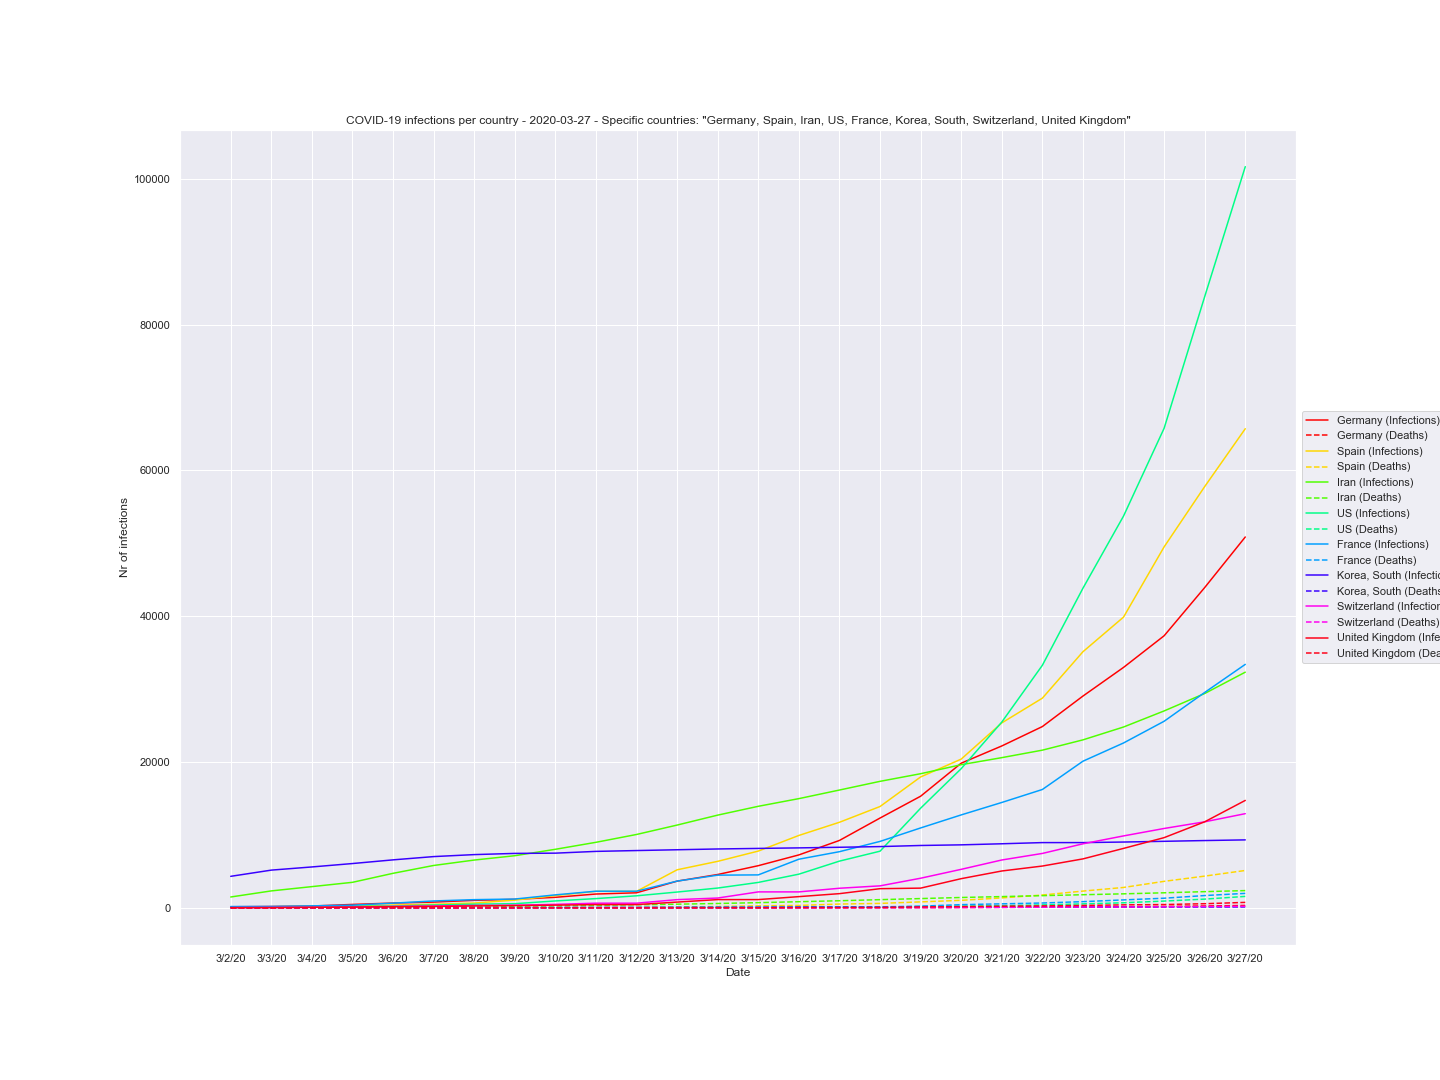 COVID-19 infections per country - 2020-03-27 - Specific countries: "Germany, Spain, Iran, US, France, Korea, South, Switzerland, United Kingdom"
100000
80000
60000
40000
20000
0
Nr of infections
3/2/20 3/3/20 3/4/20 3/5/20 3/6/20 3/7/20 3/8/20 3/9/20 3/10/20 3/11/20 3/12/20 3/13/20 3/14/20 3/15/20 3/16/20 3/17/20 3/18/20 3/19/20 3/20/20 3/21/20 3/22/20 3/23/20 3/24/20 3/25/20 3/26/20 3/27/20
Date
Germany (Infections)
Germany (Deaths)
Spain (Infections)
Spain (Deaths)
Iran (Infections)
Iran (Deaths)
US (Infections)
US (Deaths)
France (Infections)
France (Deaths)
Korea, South (Infectio
Korea, South (Deaths
Switzerland (Infection
Switzerland (Deaths)
United Kingdom (Infe
United Kingdom (Dea